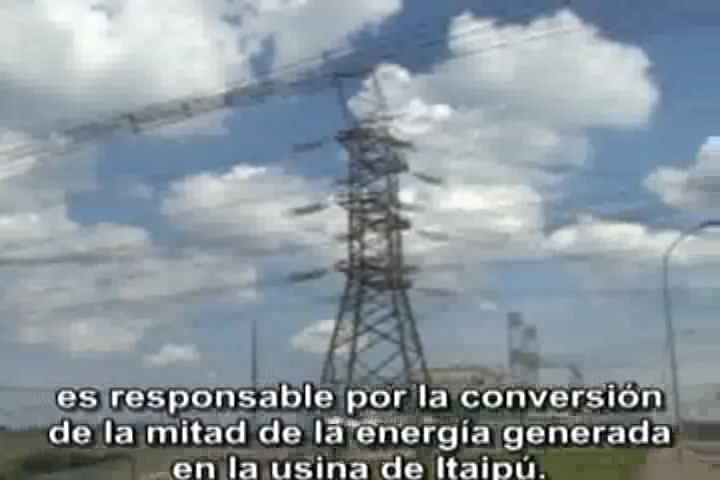 es responsable por la conversión
de la mitad de la energía generada
en la usina de Itaipú.